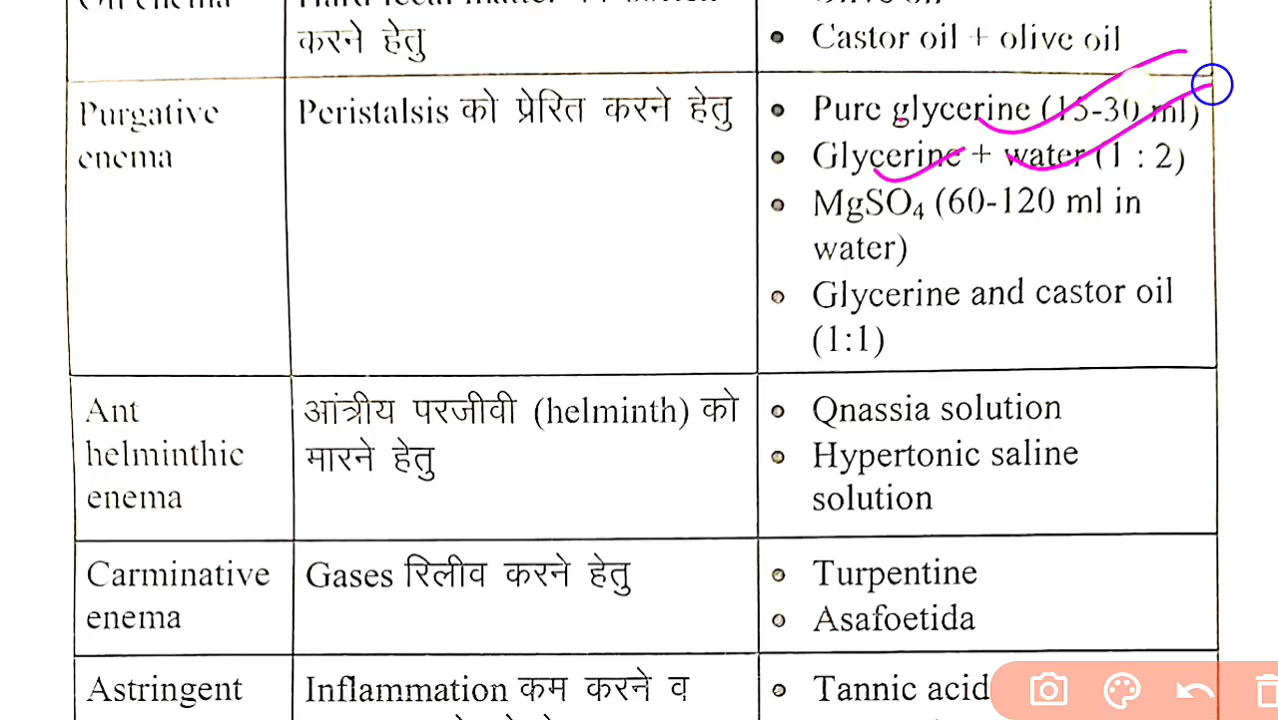 करने हेतु
Castor oil + olive oil
Purgative enema
Peristalsis को प्रेरित करने हेतु
Pure glycerine (15-30 ml)
Glycerine + water (1 : 2)
MgSO₄ (60-120 ml in
water)
Glycerine and castor oil
(1:1)
Ant
helminthic
enema
आंत्रीय परजीवी (helminth) को
मारने हेतु
Qnassia solution
Hypertonic saline
solution
Carminative
enema
Gases रिलीव करने हेतु
Turpentine
Asafoetida
Astringent
Inflammation कम करने व
Tannic acid